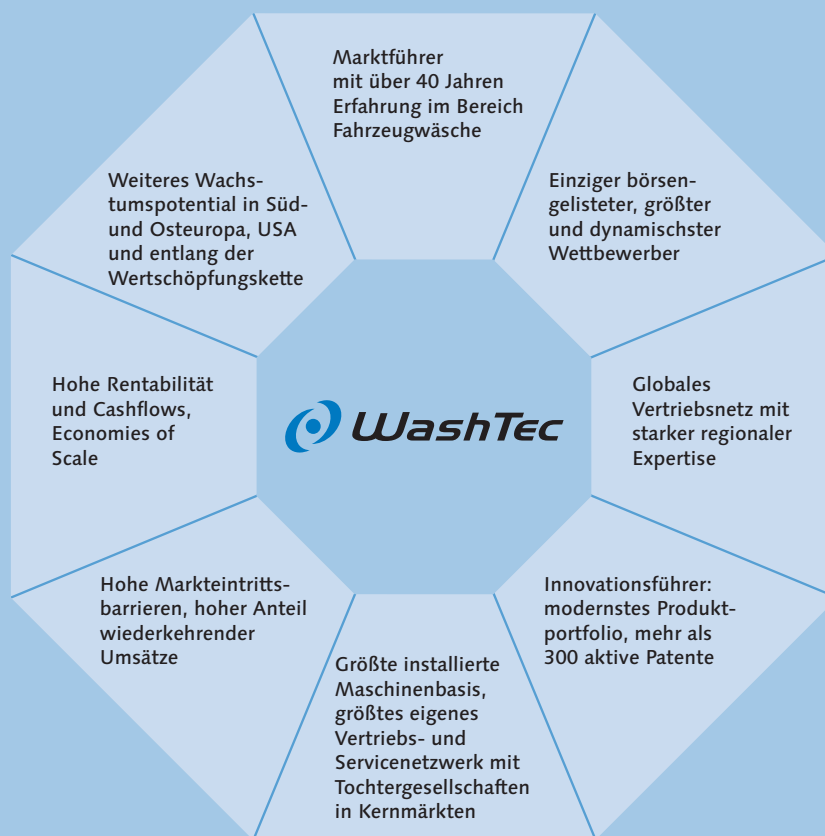 Marktführer
mit über 40 Jahren
Erfahrung im Bereich
Fahrzeugwäsche
Einziger börsen-
gelisteter, größter
und dynamischster
Wettbewerber
Globales
Vertriebsnetz mit
starker regionaler
Expertise
Innovationsführer:
modernstes Produkt-
portfolio, mehr als
300 aktive Patente
Größte installierte
Maschinenbasis,
größtes eigenes
Vertriebs- und
Servicenetzwerk mit
Tochtergesellschaften
in Kernmärkten
Hohe Markteintritts-
barrieren, hoher Anteil
wiederkehrender
Umsätze
Hohe Rentabilität
und Cashflows,
Economies of
Scale
Weiteres Wachs-
tumspotential in Süd-
und Osteuropa, USA
und entlang der
Wertschöpfungskette
WashTec